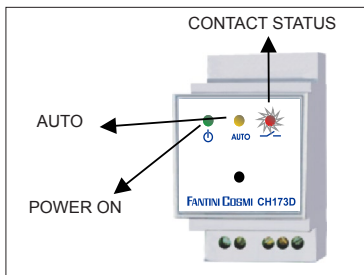 CONTACT STATUS
AUTO
AUTO
POWER ON
FANTINI COSMI CH173D